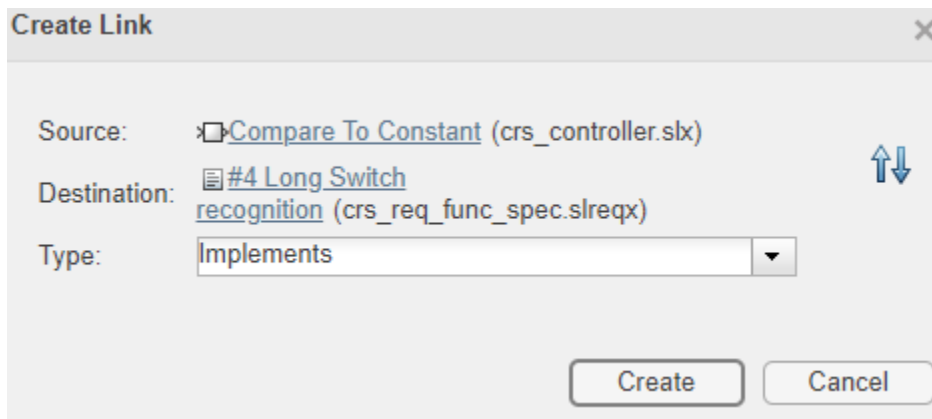 Create Link
Source: Compare To Constant (crs_controller.slx)
Destination: #4 Long Switch
recognition (crs_req_func_spec.slreqx)
Type: Implements
Create Cancel